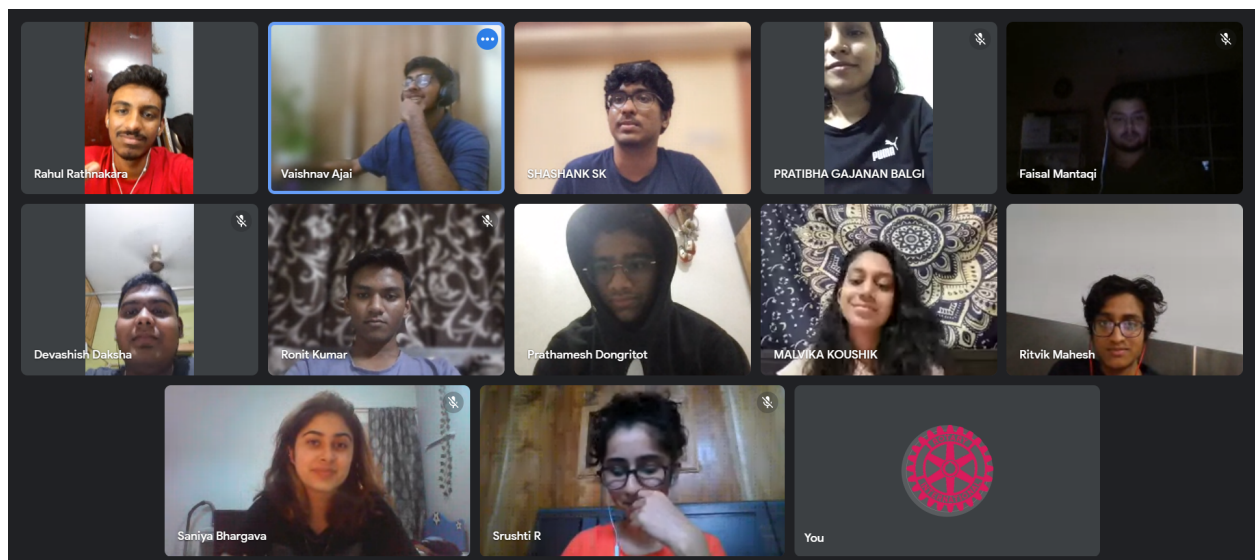 Rahul Rathnakara
Vaishnav Ajai
SHASHANK SK
PUMA
PRATIBHA GAJANAN BALGI
Faisal Mantaqi
Devashish Daksha
Ronit Kumar
Prathamesh Dongritot
MALVIKA KOUSHIK
Ritvik Mahesh
Saniya Bhargava
Srushti R
You